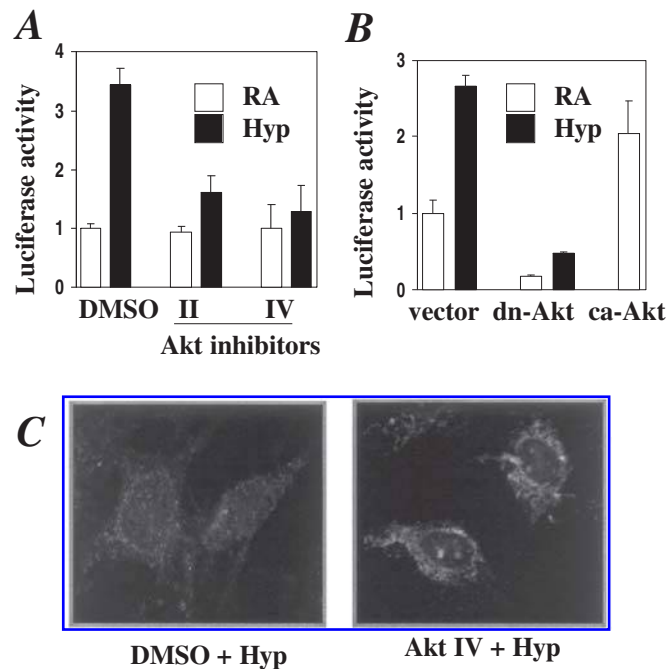 A
Luciferase activity
4
3
2
1
0
RA
Hyp
DMSO II IV
Akt inhibitors
B
Luciferase activity
3
2
1
0
RA
Hyp
vector dn-Akt ca-Akt
C
DMSO + Hyp
Akt IV + Hyp